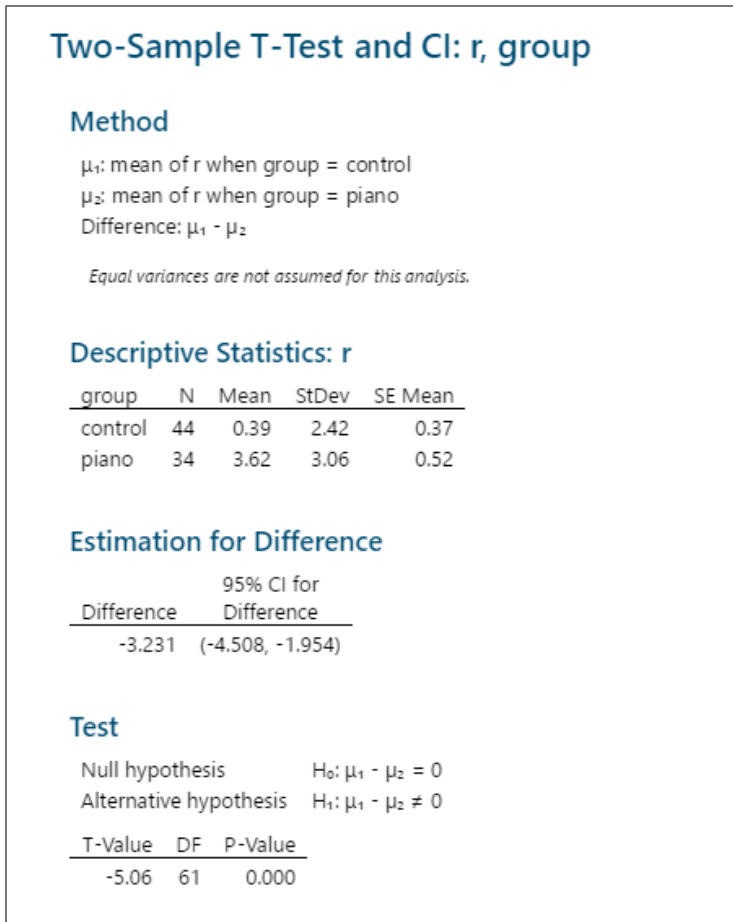 Two-Sample T-Test and CI: r, group
Method
μ₁: mean of r when group = control
μ₂: mean of r when group = piano
Difference: μ₁ - μ₂
Equal variances are not assumed for this analysis.
Descriptive Statistics: r
group N Mean StDev SE Mean
control 44 0.39 2.42 0.37
piano 34 3.62 3.06 0.52
Estimation for Difference
95% CI for
Difference Difference
-3.231 (-4.508, -1.954)
Test
Null hypothesis H₀: μ₁ - μ₂ = 0
Alternative hypothesis H₁: μ₁ - μ₂ ≠ 0
T-Value DF P-Value
-5.06 61 0.000